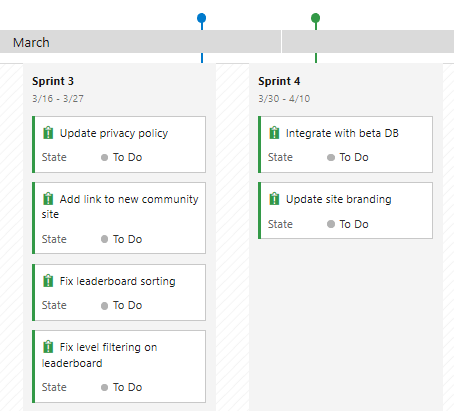 March
Sprint 3
3/16 - 3/27
Update privacy policy
State To Do
Add link to new community
site
State To Do
Fix leaderboard sorting
State To Do
Fix level filtering on
leaderboard
State To Do
Sprint 4
3/30 - 4/10
Integrate with beta DB
State To Do
Update site branding
State To Do